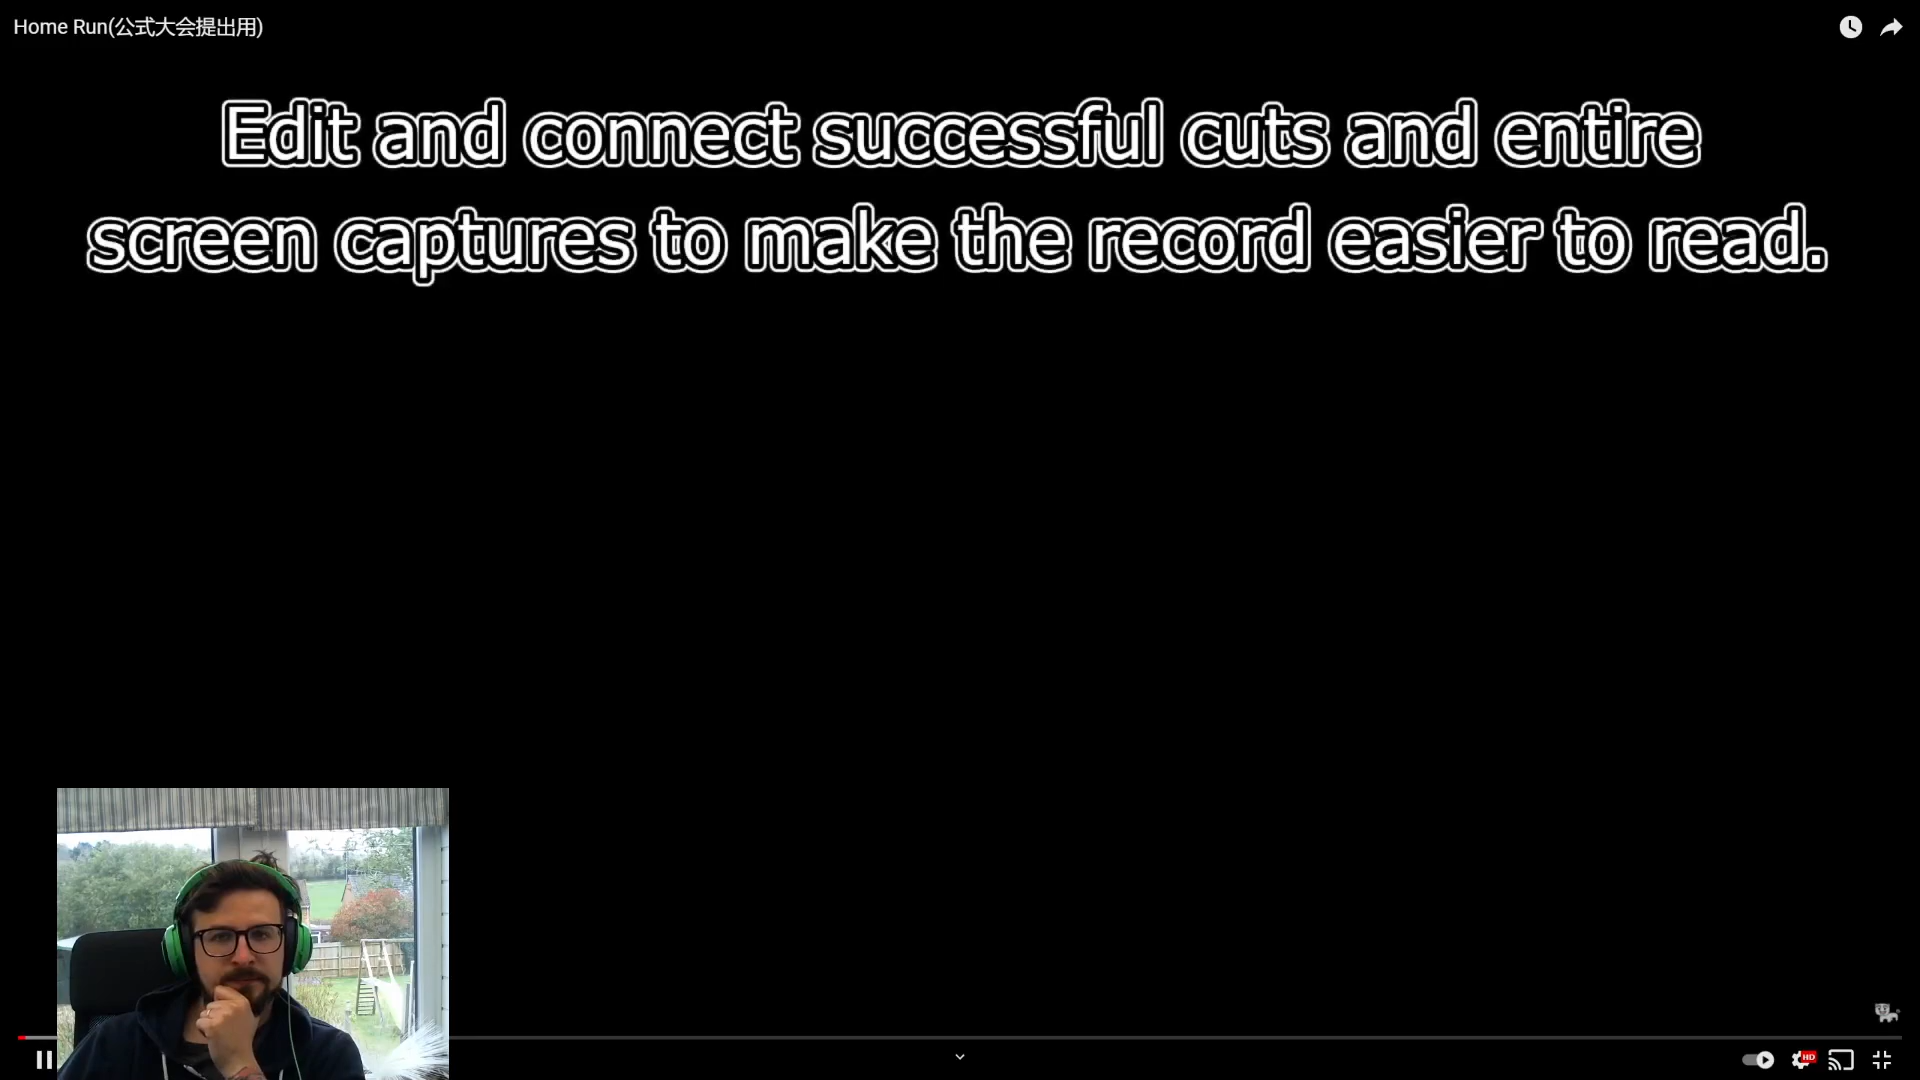 Home Run(公式大会提出用)
Edit and connect successful cuts and entire
screen captures to make the record easier to read.
HD